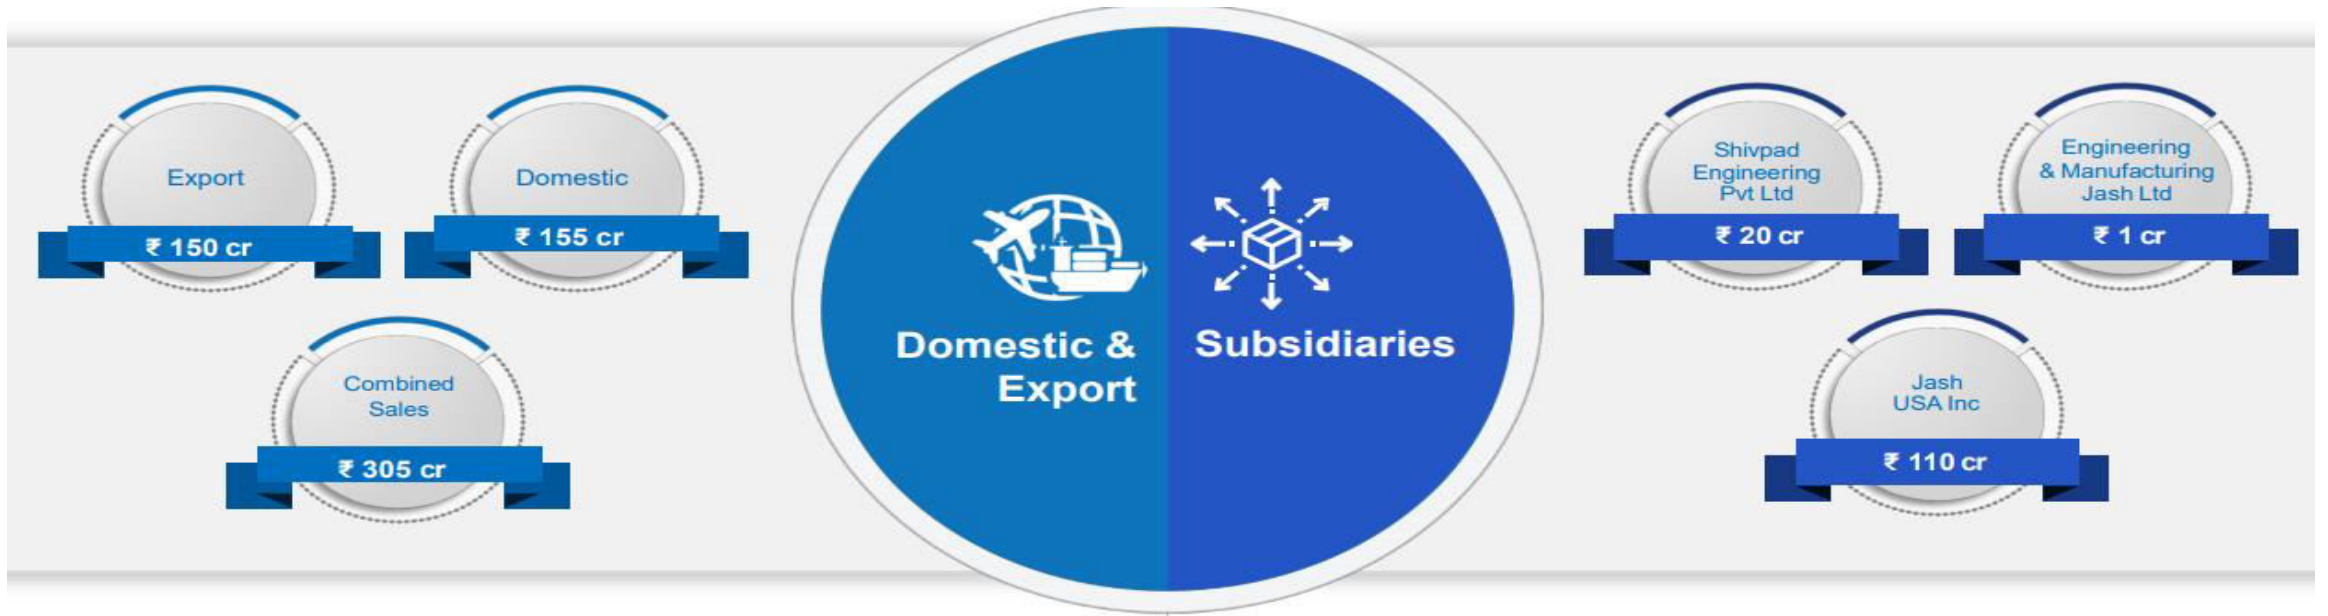 Export
₹ 150 cr
Domestic
₹ 155 cr
Combined
Sales
₹ 305 cr
Domestic &
Export
Subsidiaries
Shivpad
Engineering
Pvt Ltd
₹ 20 cr
Engineering
& Manufacturing
Jash Ltd
₹ 1 cr
Jash
USA Inc
₹ 110 cr